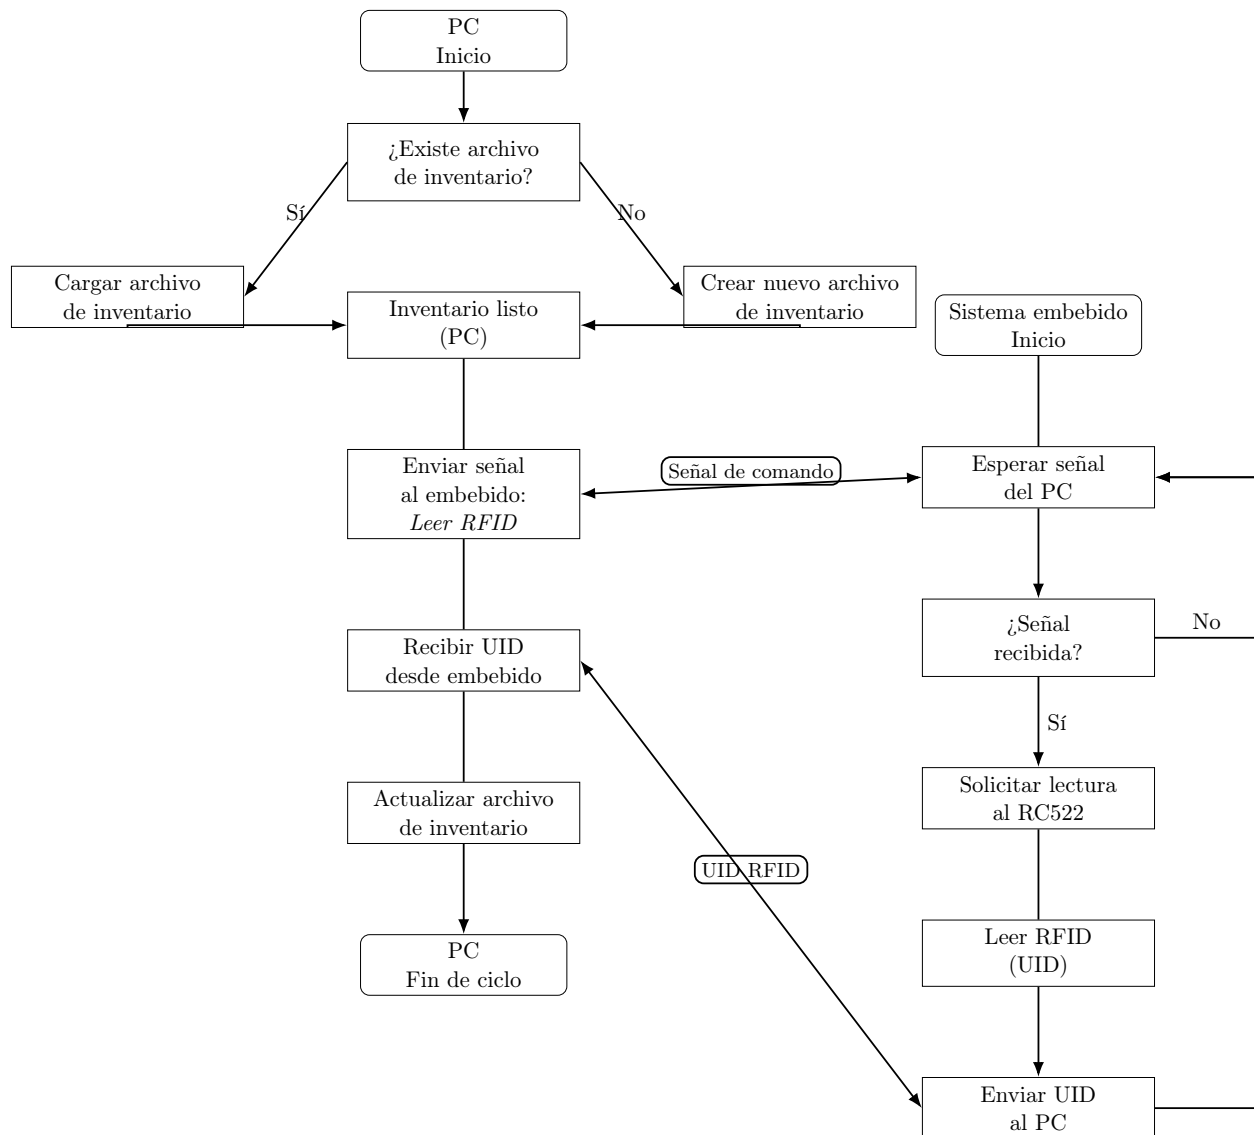 PC
Inicio
¿Existe archivo
de inventario?
Sí
No
Cargar archivo
de inventario
Inventario listo
(PC)
Crear nuevo archivo
de inventario
Sistema embebido
Inicio
Enviar señal
al embebido:
Leer RFID
Señal de comando
Esperar señal
del PC
¿Señal
recibida?
No
Sí
Recibir UID
desde embebido
Solicitar lectura
al RC522
Actualizar archivo
de inventario
UID RFID
Leer RFID
(UID)
PC
Fin de ciclo
Enviar UID
al PC